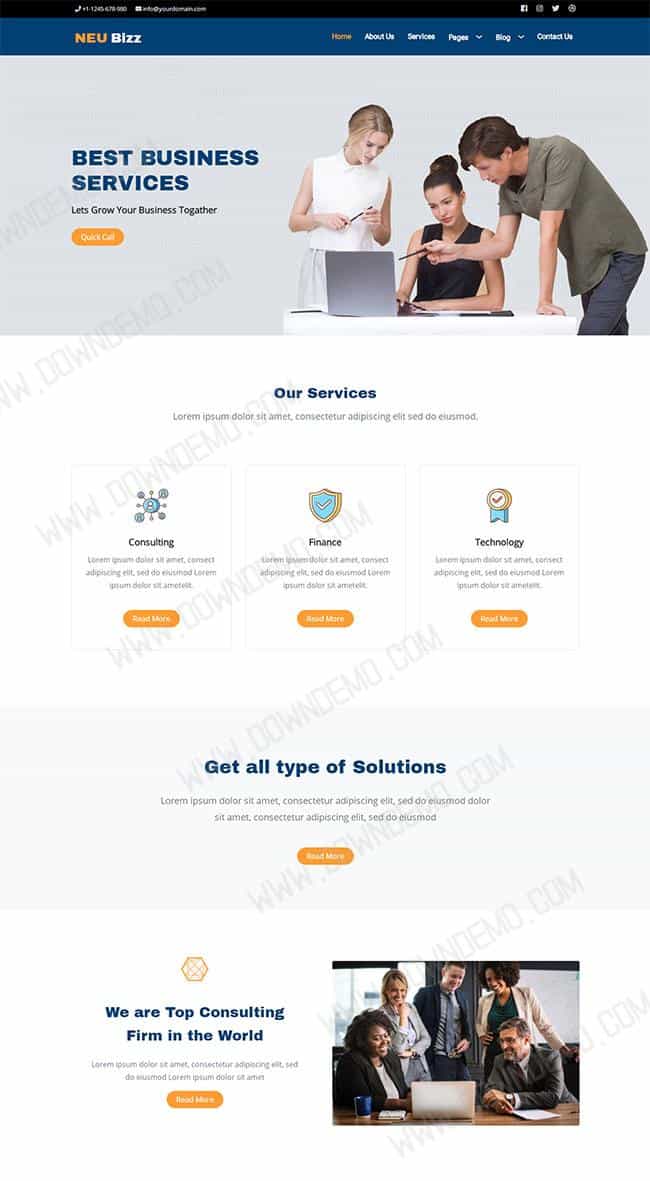 +1-1245-678-980 info@yourdomain.com
NEU Bizz
Home About Us Services Pages Blog Contact Us
BEST BUSINESS
SERVICES
Lets Grow Your Business Togather
Quick Call
Our Services
Lorem ipsum dolor sit amet, consectetur adipiscing elit sed do eiusmod.
Consulting
Lorem ipsum dolor sit amet, consect
adipiscing elit, sed do eiusmod Lorem
ipsum dolor sit ametelit.
Read More
Finance
Lorem ipsum dolor sit amet, consect
adipiscing elit, sed do eiusmod Lorem
ipsum dolor sit ametelit.
Read More
Technology
Lorem ipsum dolor sit amet, consect
adipiscing elit, sed do eiusmod Lorem
ipsum dolor sit ametelit.
Read More
Get all type of Solutions
Lorem ipsum dolor sit amet, consectetur adipiscing elit, sed do eiusmod dolor
sit amet, consectetur adipiscing elit, sed do eiusmod
Read More
We are Top Consulting
Firm in the World
Lorem ipsum dolor sit amet, consectetur adipiscing elit, sed
do eiusmod Lorem ipsum dolor sit amet
Read More
WWW.DOWNDEMO.COM